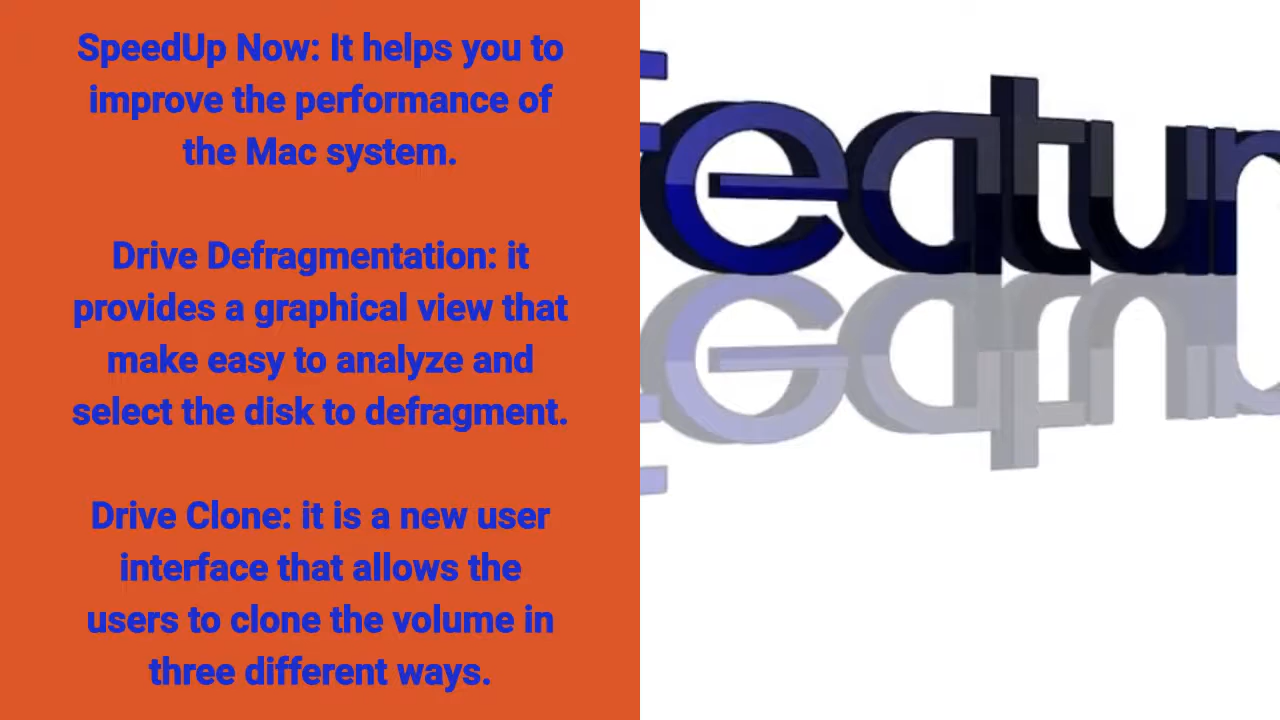 SpeedUp Now: It helps you to
improve the performance of
the Mac system.
Drive Defragmentation: it
provides a graphical view that
make easy to analyze and
select the disk to defragment.
Drive Clone: it is a new user
interface that allows the
users to clone the volume in
three different ways.
eatur